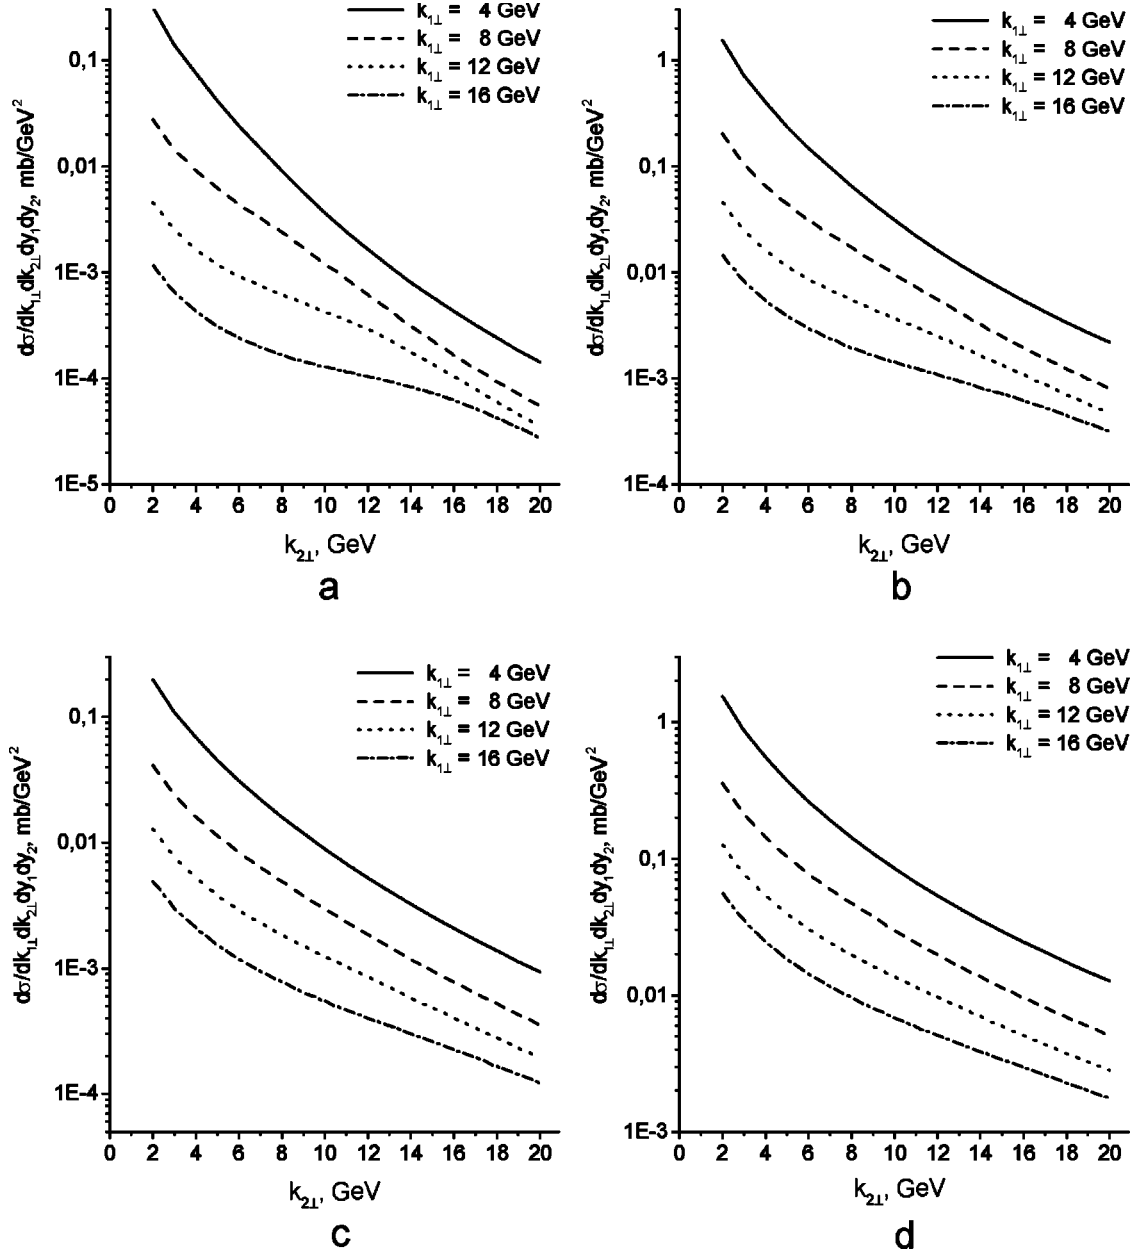 k1⊥ = 4 GeV
k1⊥ = 8 GeV
k1⊥ = 12 GeV
k1⊥ = 16 GeV
0,1
0,01
1E-3
1E-4
1E-5
dσ/dk1⊥dk2⊥dy1dy2, mb/GeV²
0 2 4 6 8 10 12 14 16 18 20
k2⊥, GeV
a
k1⊥ = 4 GeV
k1⊥ = 8 GeV
k1⊥ = 12 GeV
k1⊥ = 16 GeV
1
0,1
0,01
1E-3
1E-4
dσ/dk1⊥dk2⊥dy1dy2, mb/GeV²
0 2 4 6 8 10 12 14 16 18 20
k2⊥, GeV
b
k1⊥ = 4 GeV
k1⊥ = 8 GeV
k1⊥ = 12 GeV
k1⊥ = 16 GeV
0,1
0,01
1E-3
1E-4
dσ/dk1⊥dk2⊥dy1dy2, mb/GeV²
0 2 4 6 8 10 12 14 16 18 20
k2⊥, GeV
c
k1⊥ = 4 GeV
k1⊥ = 8 GeV
k1⊥ = 12 GeV
k1⊥ = 16 GeV
1
0,1
0,01
1E-3
dσ/dk1⊥dk2⊥dy1dy2, mb/GeV²
0 2 4 6 8 10 12 14 16 18 20
k2⊥, GeV
d